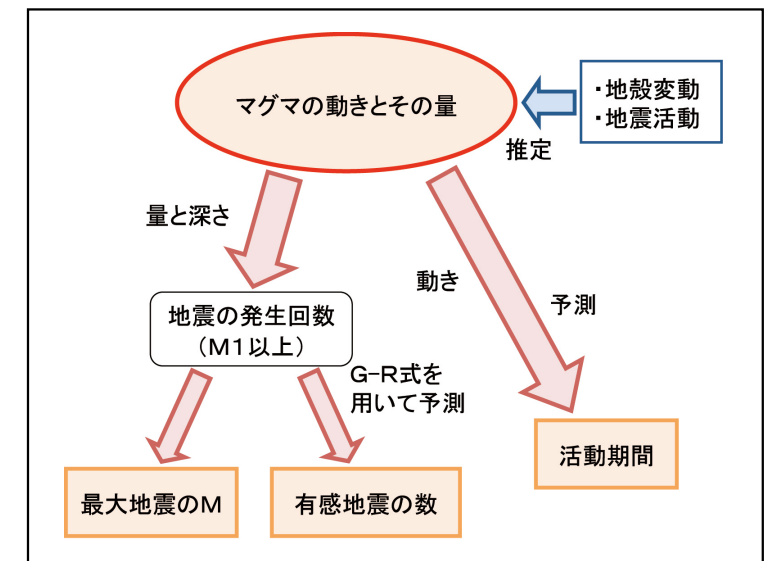 マグマの動きとその量
・地殻変動
・地震活動
推定
量と深さ
動き
予測
地震の発生回数
（M1以上）
G-R式を
用いて予測
活動期間
最大地震のM
有感地震の数